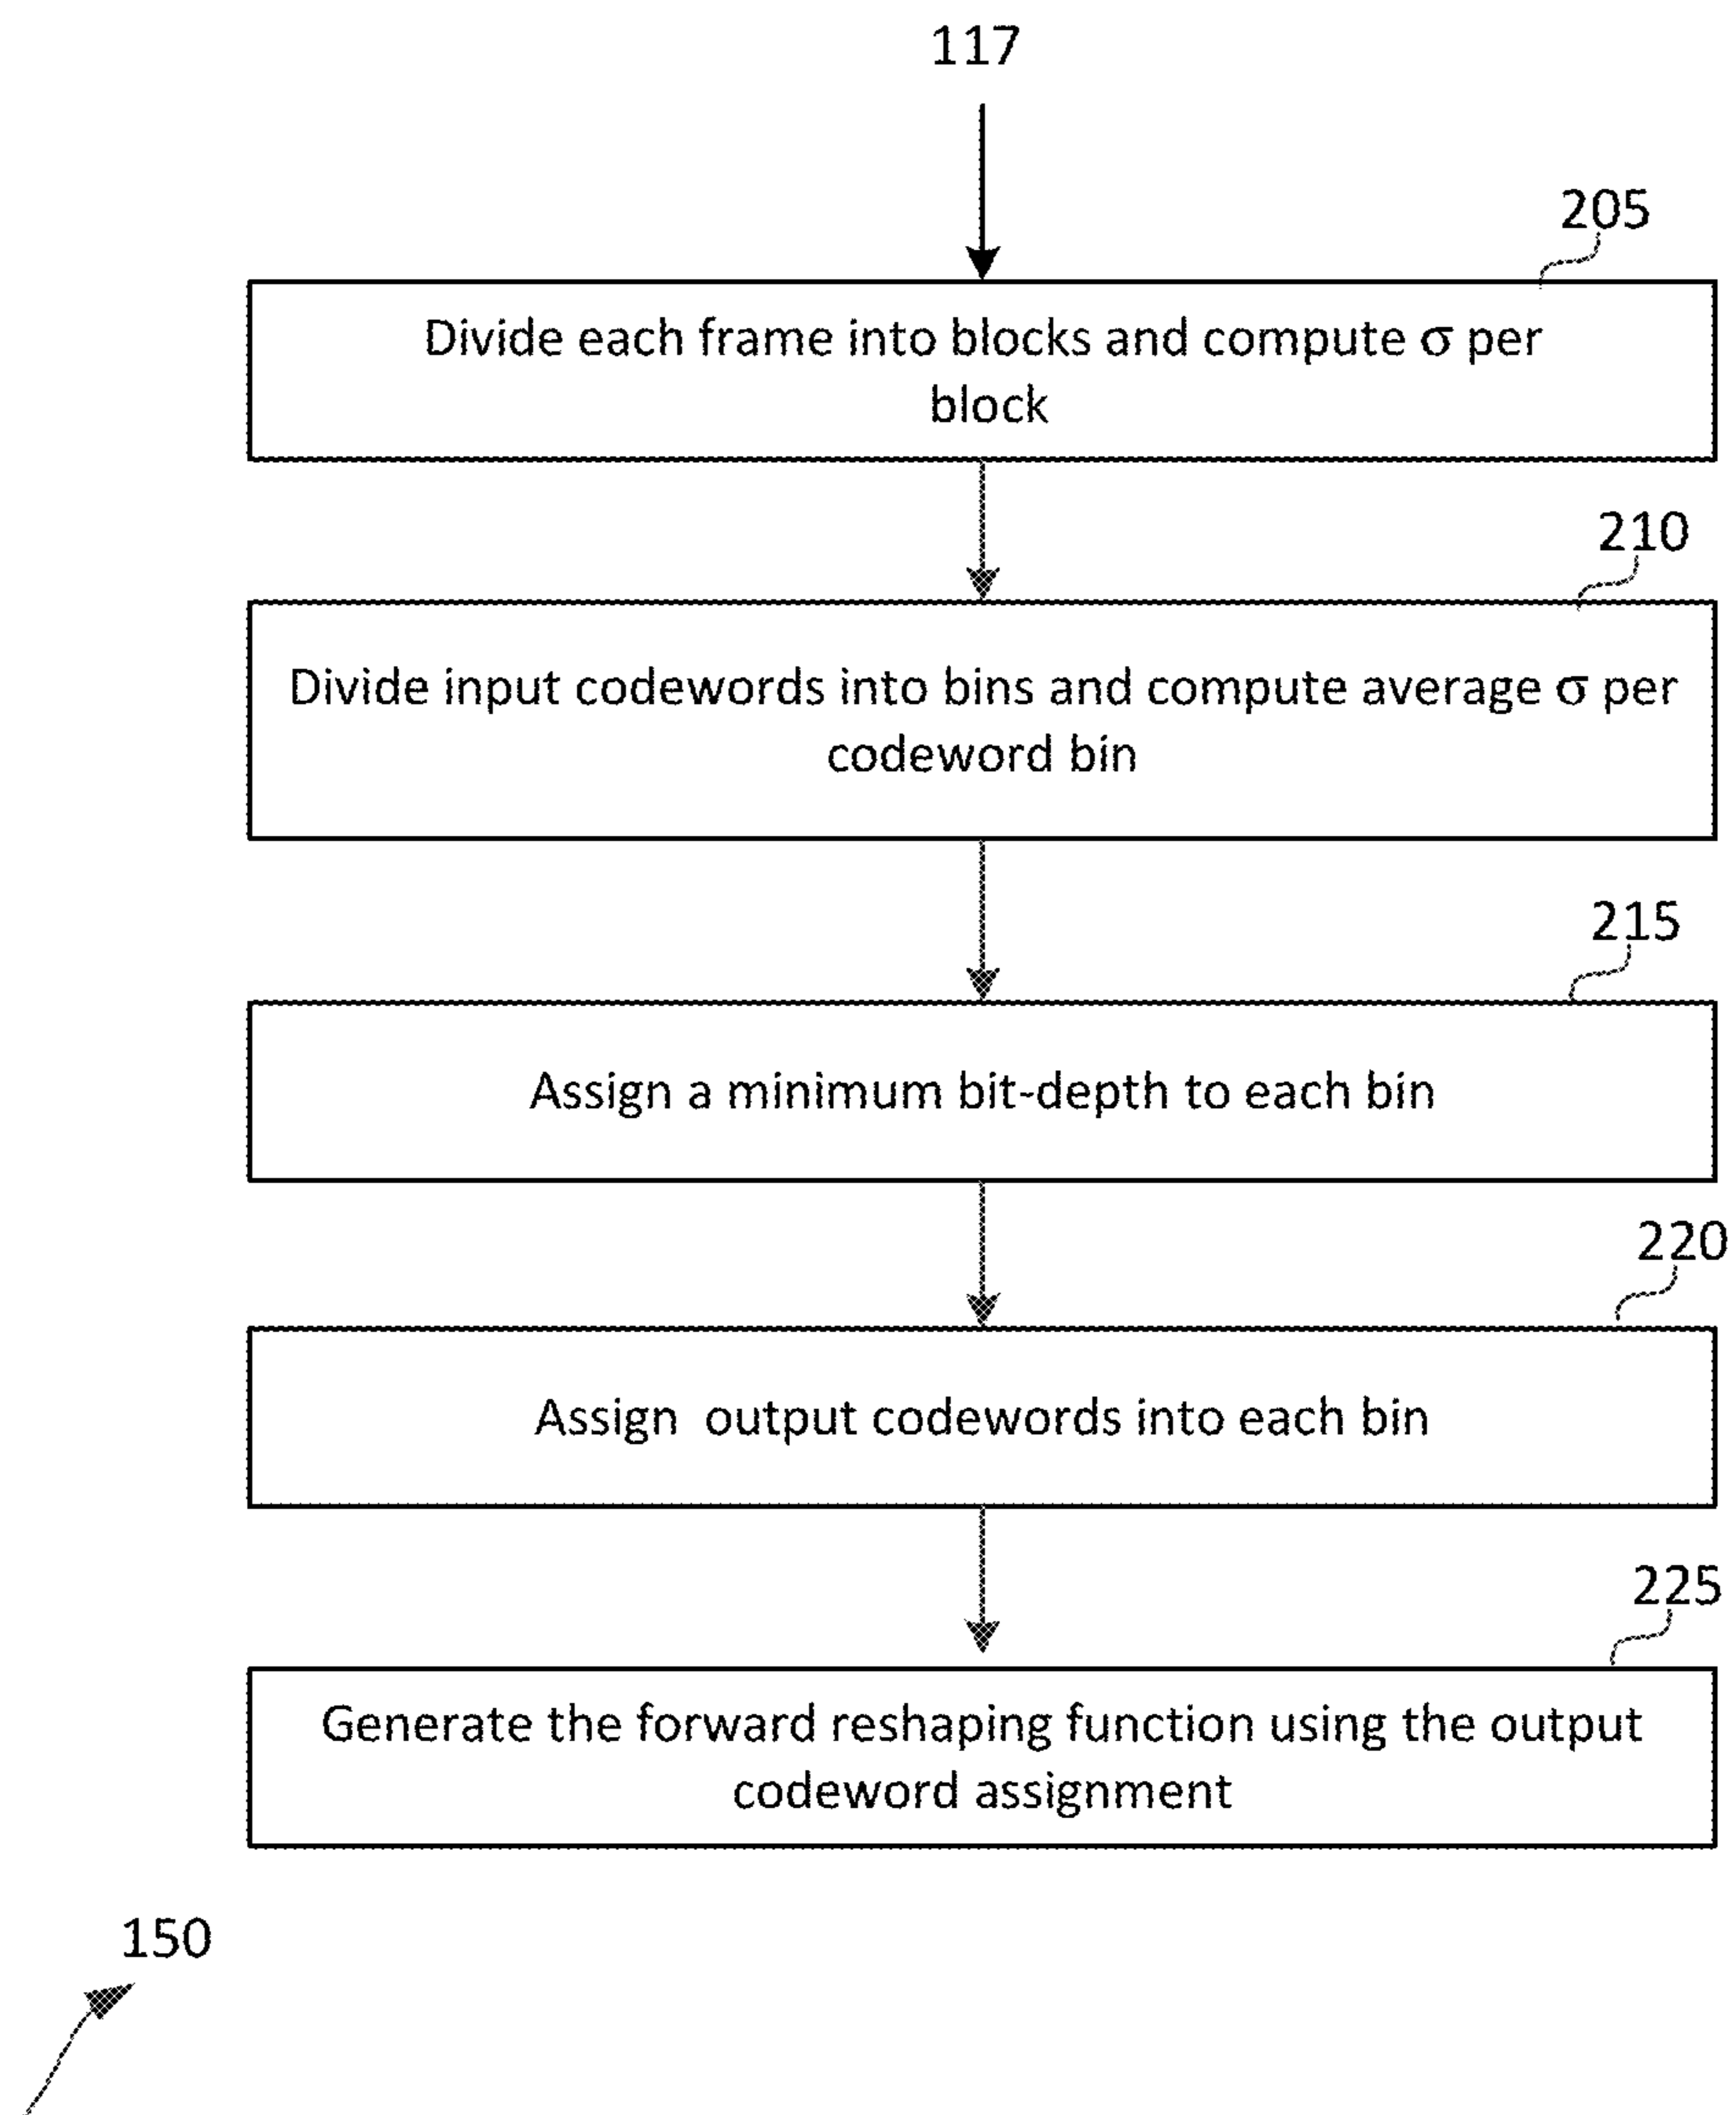 117
205
Divide each frame into blocks and compute σ per
block
210
Divide input codewords into bins and compute average σ per
codeword bin
215
Assign a minimum bit-depth to each bin
220
Assign output codewords into each bin
225
Generate the forward reshaping function using the output
codeword assignment
150